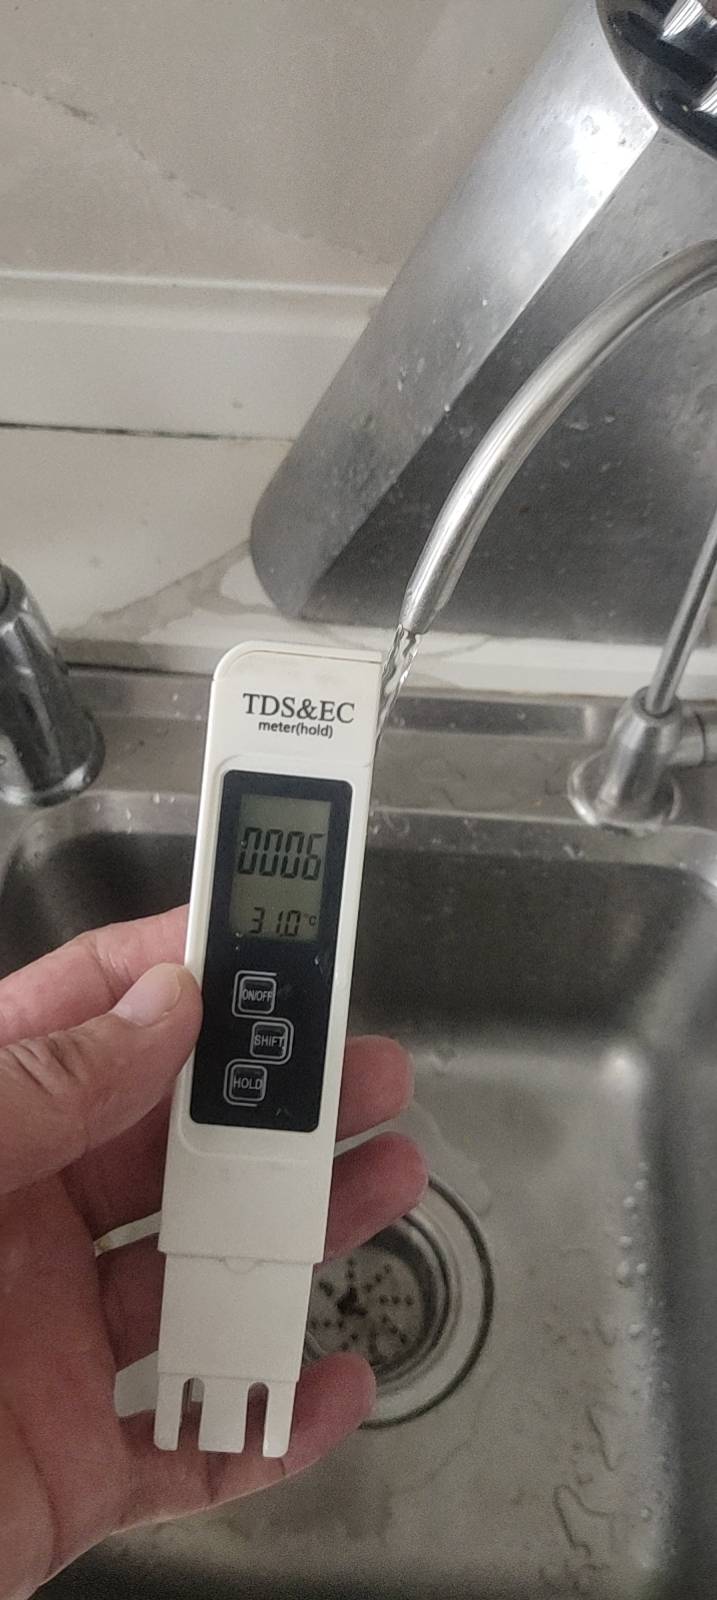 TDS&EC
meter(hold)
0006
31.0°C
ON/OFF
SHIFT
HOLD